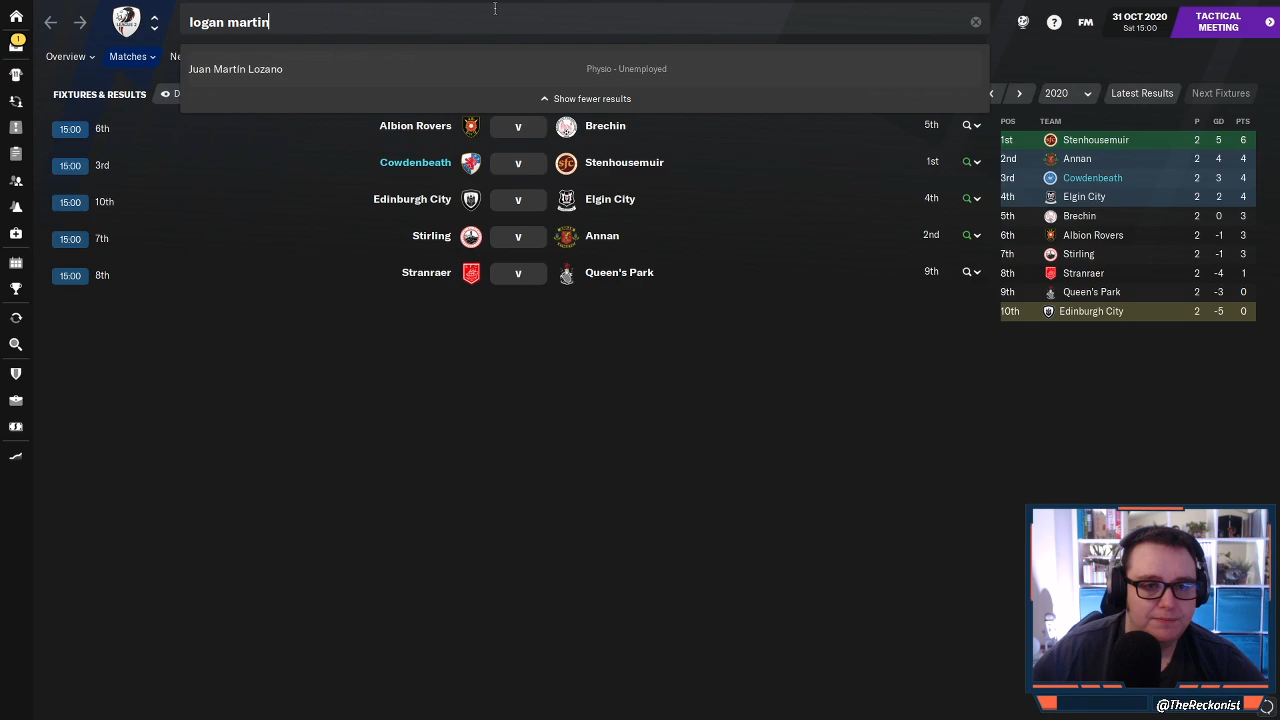 1
LEAGUE 2
logan martin
FM
31 OCT 2020
Sat 15:00
TACTICAL
MEETING
Overview
Matches
Ne
Juan Martín Lozano Physio - Unemployed
Show fewer results
FIXTURES & RESULTS D
2020 Latest Results Next Fixtures
15:00 6th Albion Rovers v Brechin 5th
15:00 3rd Cowdenbeath v Stenhousemuir 1st
15:00 10th Edinburgh City v Elgin City 4th
15:00 7th Stirling v Annan 2nd
15:00 8th Stranraer v Queen's Park 9th
POS TEAM P GD PTS
1st Stenhousemuir 2 5 6
2nd Annan 2 4 4
3rd Cowdenbeath 2 3 4
4th Elgin City 2 2 4
5th Brechin 2 0 3
6th Albion Rovers 2 -1 3
7th Stirling 2 -1 3
8th Stranraer 2 -4 1
9th Queen's Park 2 -3 0
10th Edinburgh City 2 -5 0
@TheReckonist